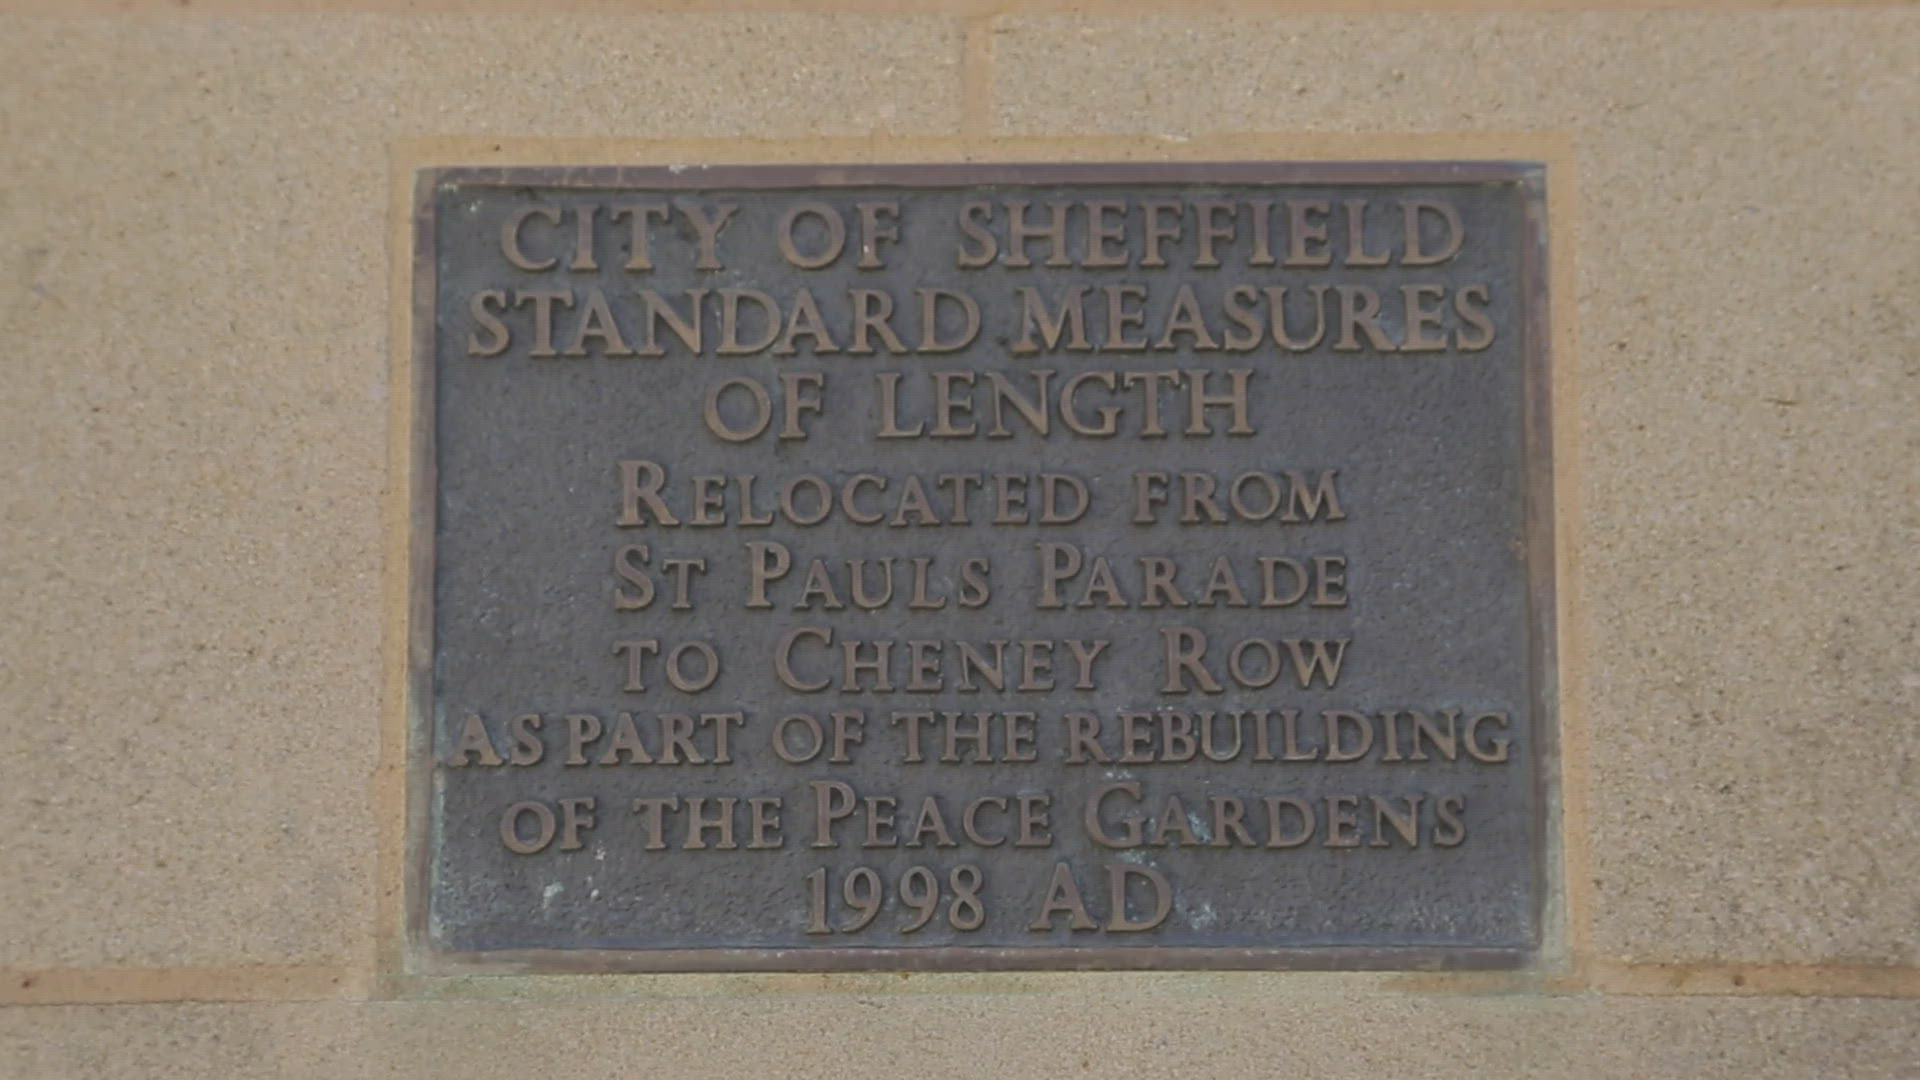 CITY OF SHEFFIELD
STANDARD MEASURES
OF LENGTH
RELOCATED FROM
ST PAULS PARADE
TO CHENEY ROW
AS PART OF THE REBUILDING
OF THE PEACE GARDENS
1998 AD